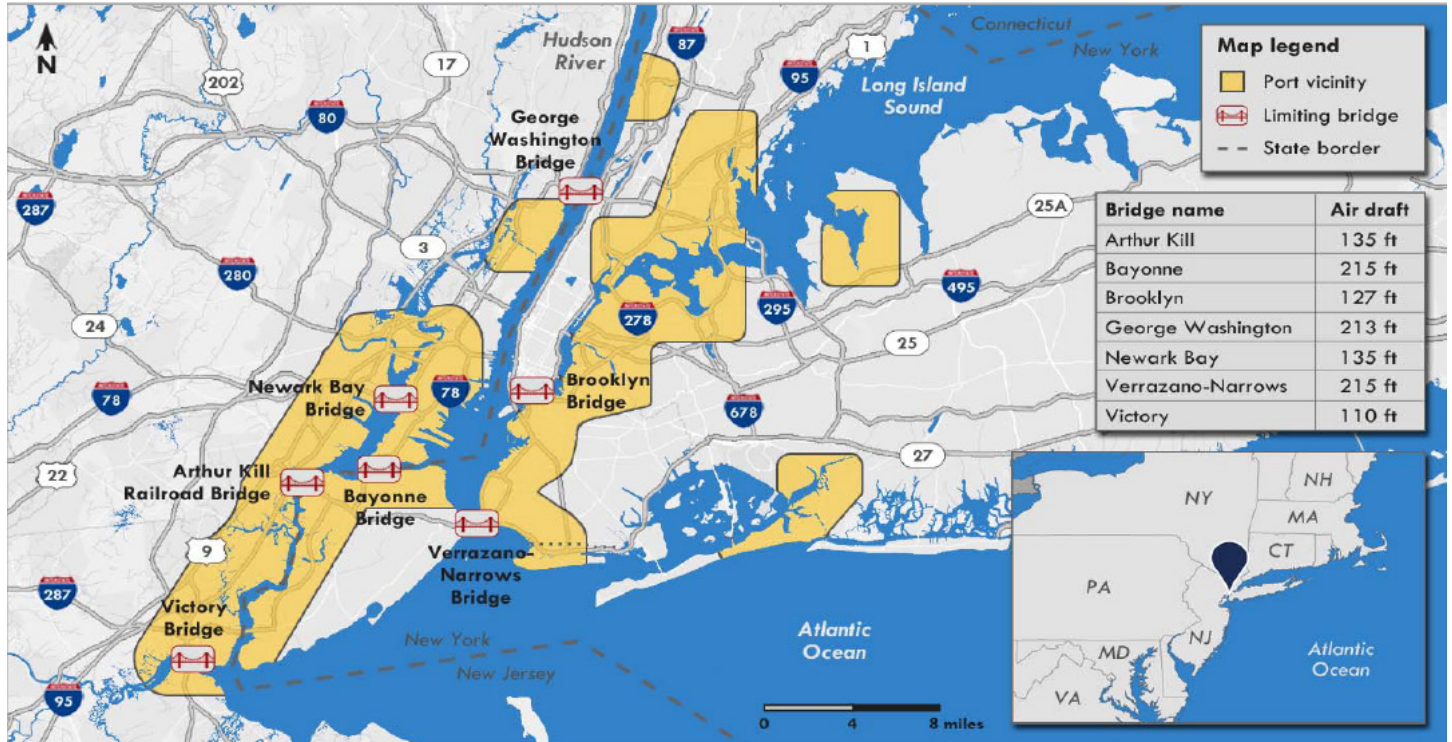 N
Hudson
River
87
1
95
Connecticut
New York
17
202
80
Long Island
Sound
George
Washington
Bridge
287
3
25A
280
495
278
295
24
25
Newark Bay
Bridge
78
Brooklyn
Bridge
78
678
22
27
Arthur Kill
Railroad Bridge
Bayonne
Bridge
9
Verrazano-
Narrows
Bridge
287
Victory
Bridge
New York
New Jersey
Atlantic
Ocean
95
0 4 8 miles
Map legend
Port vicinity
Limiting bridge
State border
Bridge name Air draft
Arthur Kill 135 ft
Bayonne 215 ft
Brooklyn 127 ft
George Washington 213 ft
Newark Bay 135 ft
Verrazano-Narrows 215 ft
Victory 110 ft
NY
NH
MA
CT
PA
NJ
MD
VA
Atlantic
Ocean